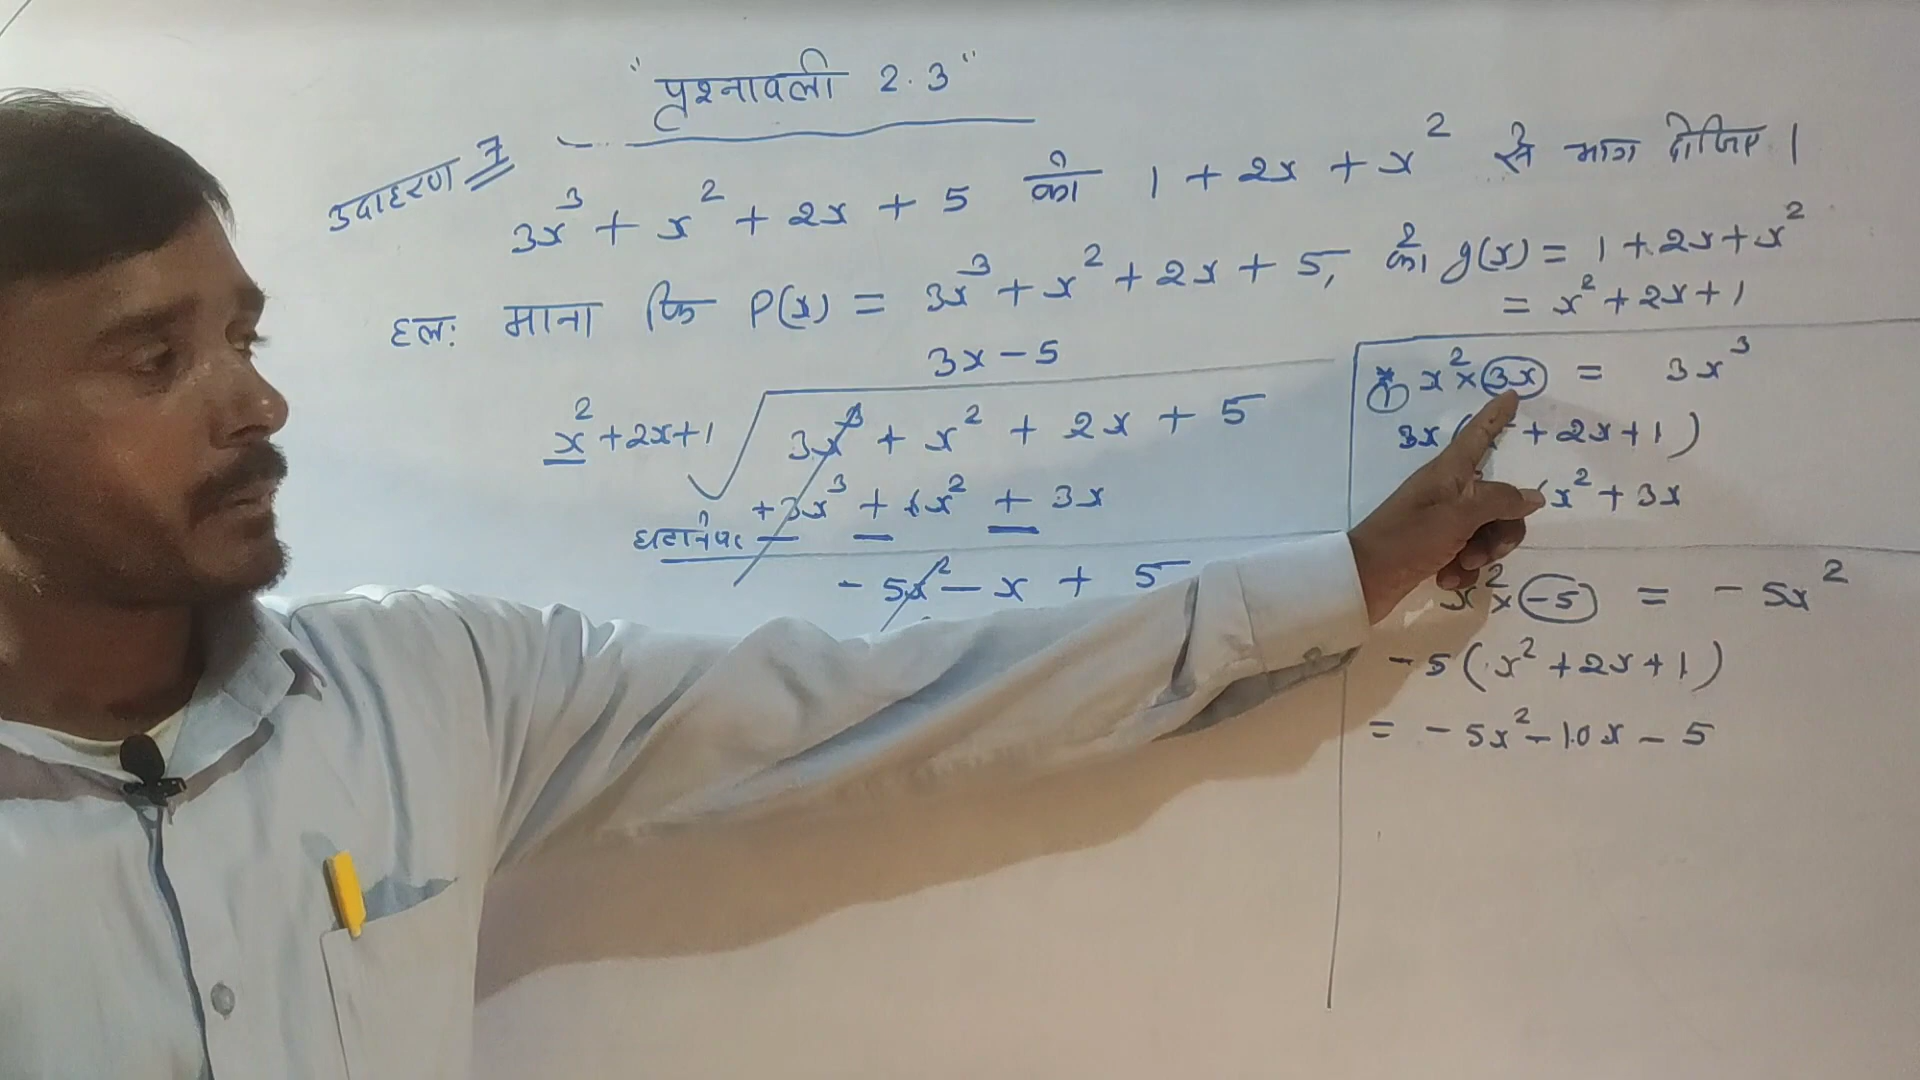 "प्रश्नावली 2.3"
उदाहरण 7
3x³ + x² + 2x + 5 को 1 + 2x + x² से भाग दीजिए।
हलः माना कि P(x) = 3x³ + x² + 2x + 5, को g(x) = 1 + 2x + x²
= x² + 2x + 1
3x - 5
x² + 2x + 1 √ 3x³ + x² + 2x + 5
+3x³ + 6x² + 3x
घटाने पर — — —
- 5x² - x + 5
* ① x² × 3x = 3x³
3x ( + 2x + 1 )
x² + 3x
x² × -5 = - 5x²
- 5 ( x² + 2x + 1 )
= - 5x² - 10x - 5